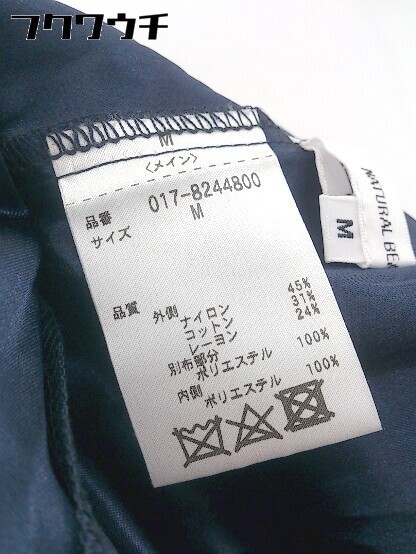 フクワウチ
M
<メイン>
品番 017-8244800
サイズ M
品質 外側
ナイロン 45%
コットン 31%
レーヨン 24%
別布部分
ポリエステル 100%
内側
ポリエステル 100%
NATURAL BEA
M